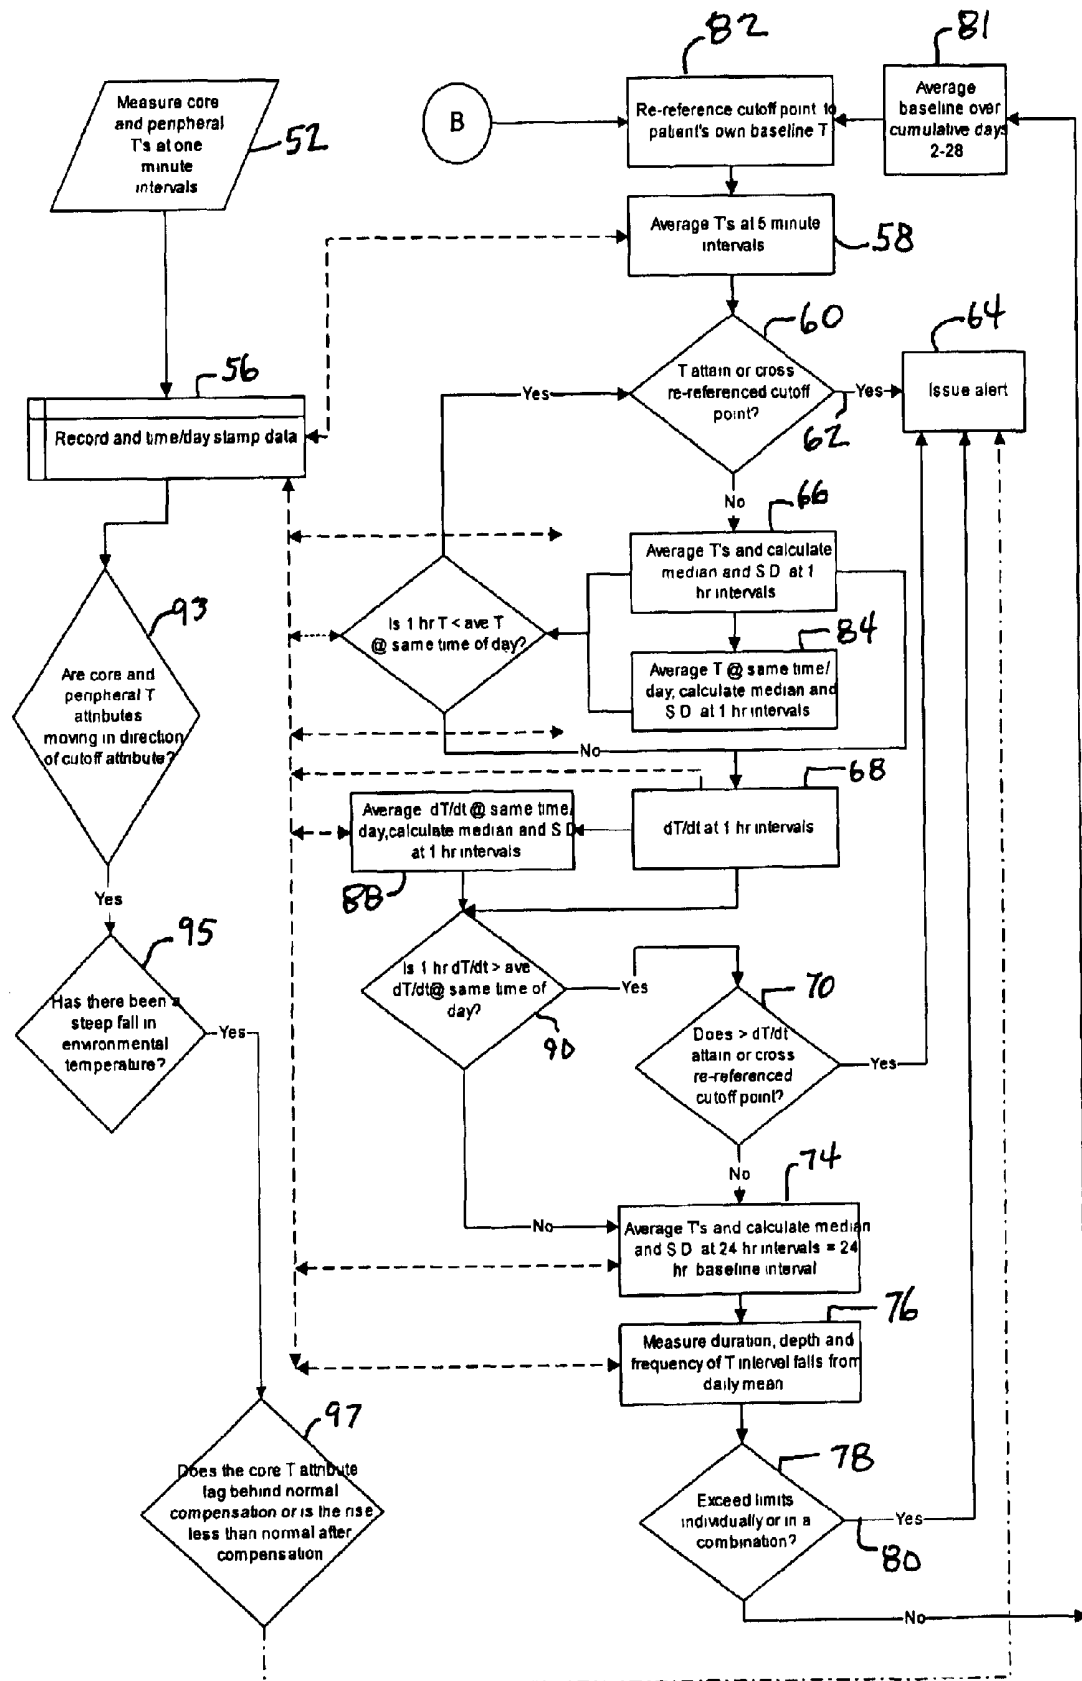 82
81
Measure core
and peripheral
T's at one
minute
intervals
52
B
Re-reference cutoff point to
patient's own baseline T
Average
baseline over
cumulative days
2-28
Average T's at 5 minute
intervals
58
60
64
T attain or cross
re-referenced cutoff
point?
Yes
Yes
62
Issue alert
56
Record and time/day stamp data
No
66
Average T's and calculate
median and SD at 1
hr intervals
93
Is 1 hr T < ave T
@ same time of day?
84
Average T @ same time/
day, calculate median and
SD at 1 hr intervals
Are core and
peripheral T
attributes
moving in direction
of cutoff attribute?
No
68
Average dT/dt @ same time/
day,calculate median and SD
at 1 hr intervals
dT/dt at 1 hr intervals
88
Yes
95
Is 1 hr dT/dt > ave
dT/dt@ same time of
day?
Yes
70
90
Has there been a
steep fall in
environmental
temperature?
Yes
Does > dT/dt
attain or cross
re-referenced
cutoff point?
Yes
No
74
No
Average T's and calculate median
and SD at 24 hr intervals = 24
hr baseline interval
76
Measure duration, depth and
frequency of T interval falls from
daily mean
97
Does the core T attribute
lag behind normal
compensation or is the rise
less than normal after
compensation
78
Exceed limits
individually or in a
combination?
Yes
80
No